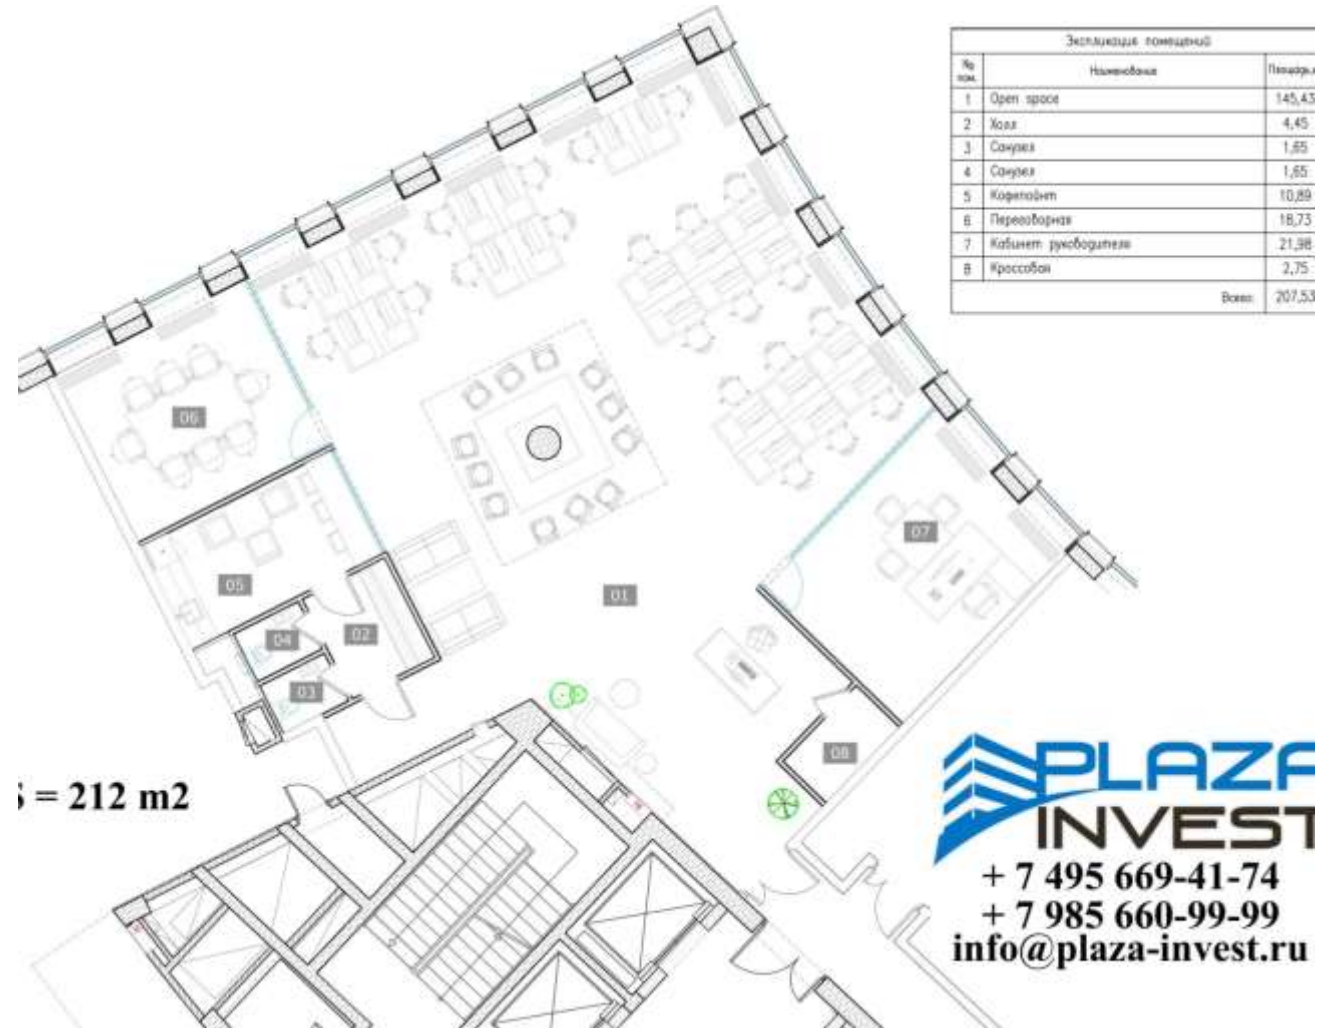 Экспликация помещений
№ пом.
Наименование
Площадь,
1 Open space 145,43
2 Холл 4,45
3 Санузел 1,65
4 Санузел 1,65
5 Кофепойнт 10,89
6 Переговорная 18,73
7 Кабинет руководителя 21,98
8 Кроссовая 2,75
Всего: 207,53
06
07
05
01
04
02
03
08
S = 212 m2
PLAZA
INVEST
+ 7 495 669-41-74
+ 7 985 660-99-99
info@plaza-invest.ru